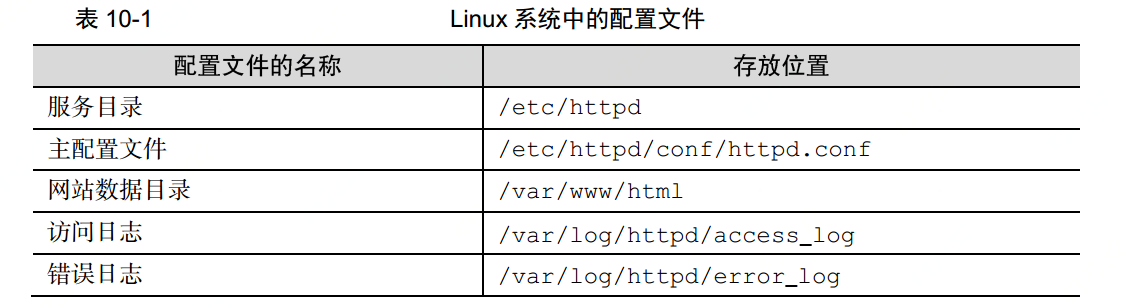 表 10-1 Linux 系统中的配置文件
配置文件的名称 存放位置
服务目录 /etc/httpd
主配置文件 /etc/httpd/conf/httpd.conf
网站数据目录 /var/www/html
访问日志 /var/log/httpd/access_log
错误日志 /var/log/httpd/error_log